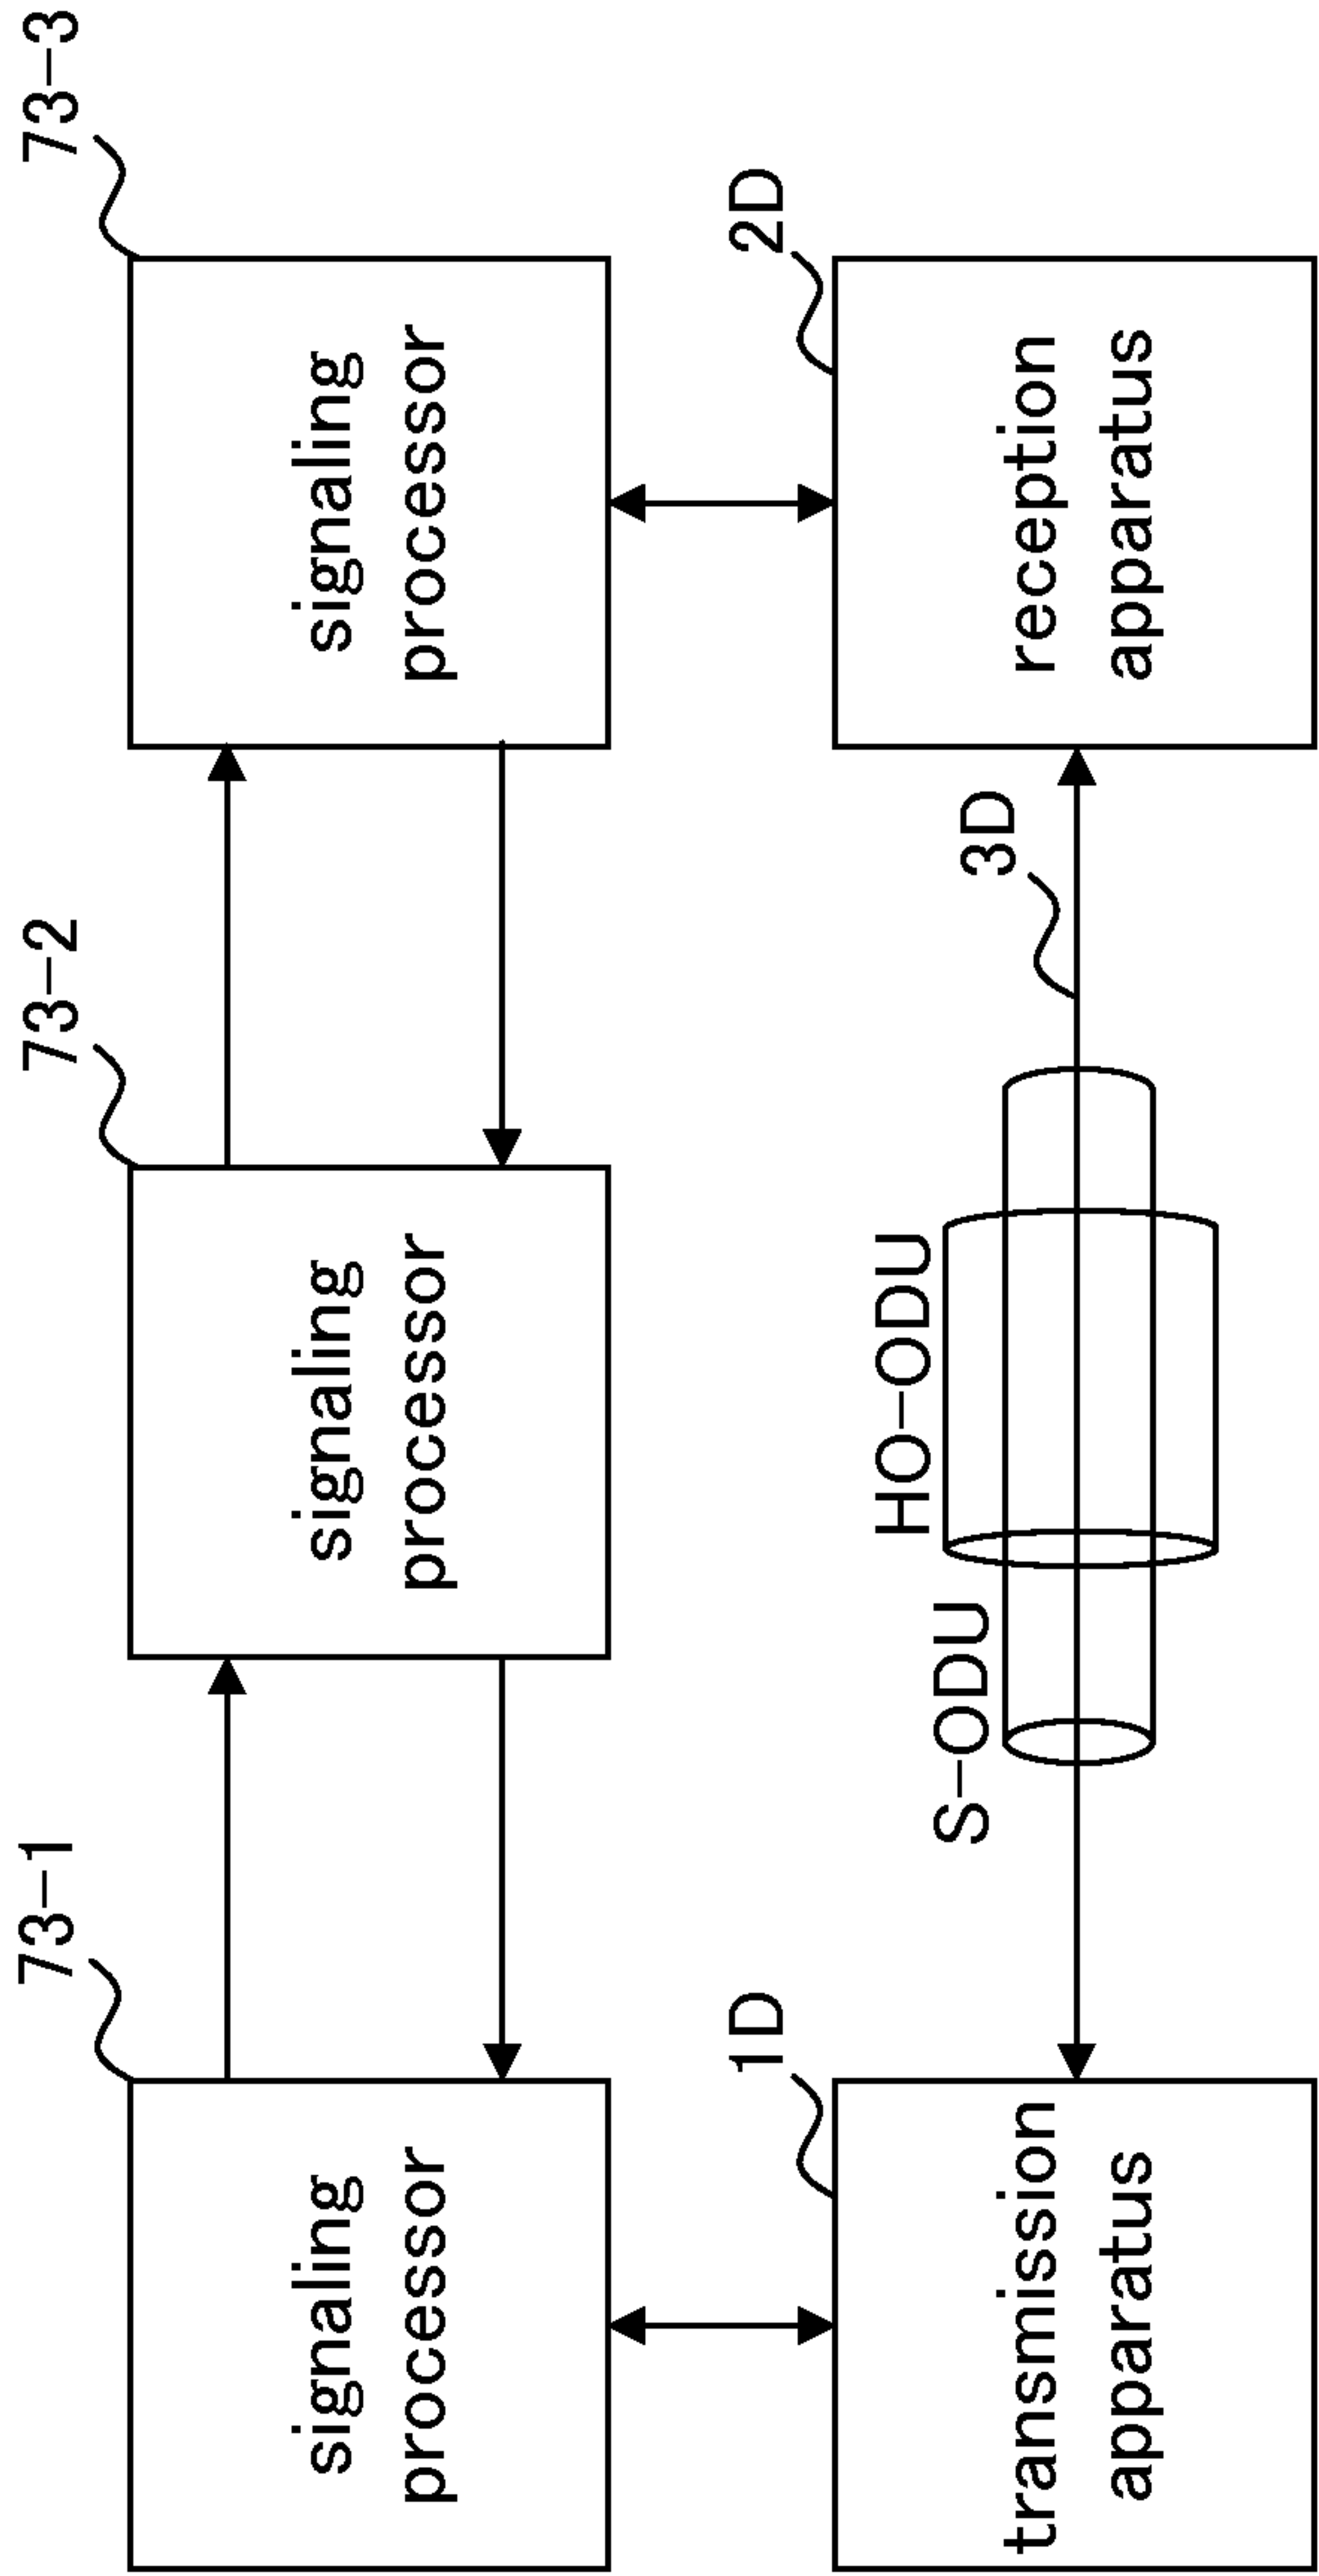 73-1
73-2
73-3
signaling
processor
signaling
processor
signaling
processor
1D
S-ODU
HO-ODU
3D
2D
transmission
apparatus
reception
apparatus